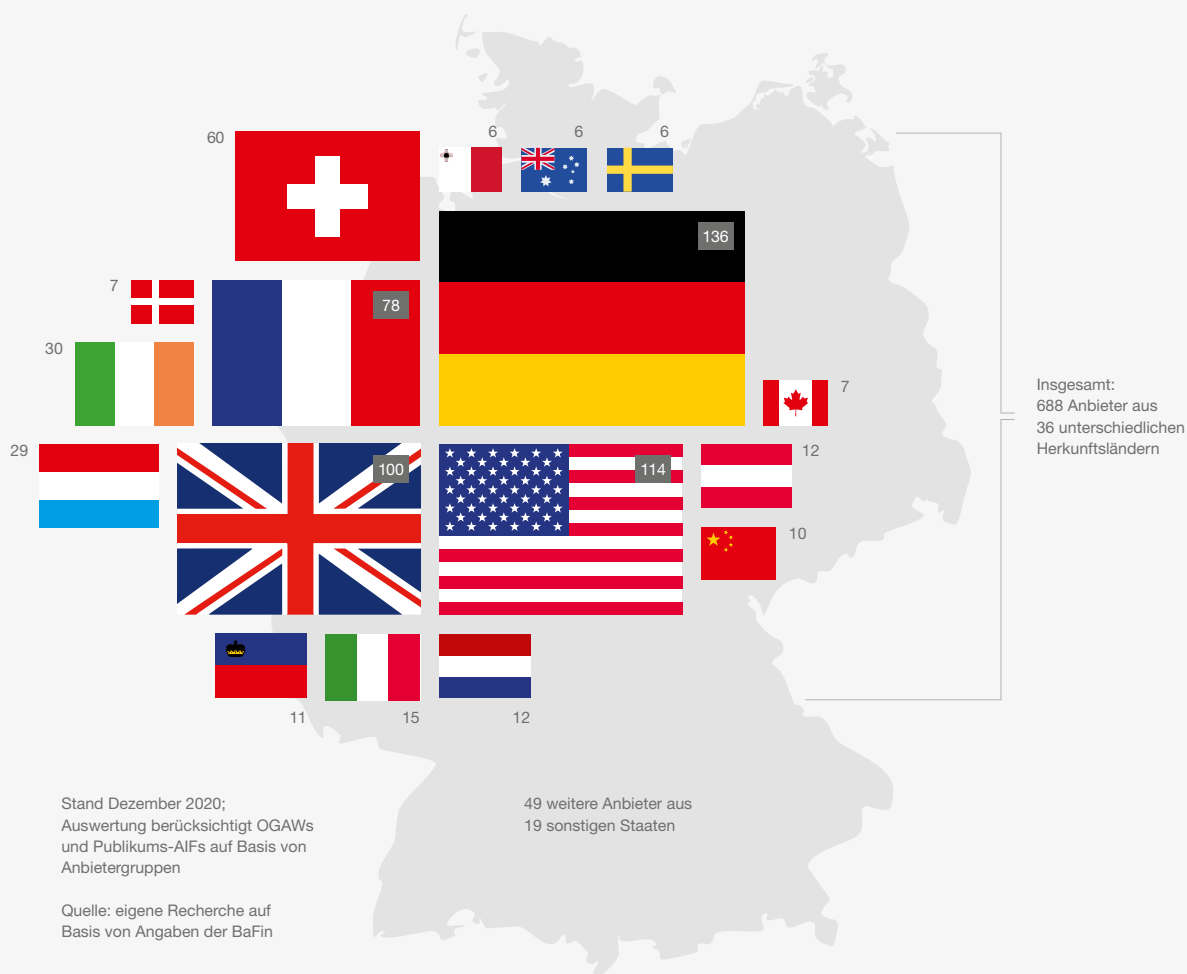 60
6
6
6
136
7
78
30
7
Insgesamt:
688 Anbieter aus
36 unterschiedlichen
Herkunftsländern
29
100
114
12
10
11
15
12
Stand Dezember 2020;
Auswertung berücksichtigt OGAWs
und Publikums-AIFs auf Basis von
Anbietergruppen
49 weitere Anbieter aus
19 sonstigen Staaten
Quelle: eigene Recherche auf
Basis von Angaben der BaFin